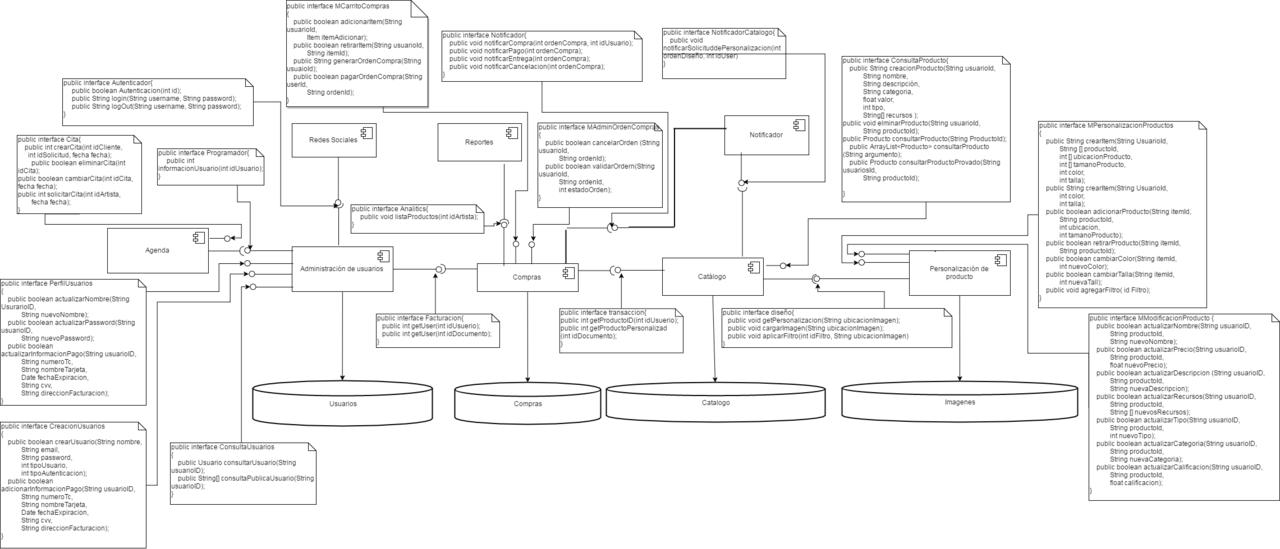 public interface MCarritoCompras
{
public boolean adicionarItem(String
usuarioId,
Item itemAdicionar);
public boolean retirarItem(String usuarioId,
String itemId);
public String generarOrdenCompra(String
usuaioId);
public boolean pagarOrdenCompra(String
userId,
String ordenId);
}
public interface Notificador{
public void notificarCompra(int ordenCompra, int idUsuario);
public void notificarPago(int ordenCompra);
public void notificarEntrega(int ordenCompra);
public void notificarCancelacion(int ordenCompra);
}
public interface NotificadorCatalogo{
public void
notificarSolicituddePersonalizacion(int
ordenDiseño, int idUser)
}
public interface ConsultaProducto{
public String creacionProducto(String usuarioId,
String nombre,
String descripción,
String categoria,
float valor,
int tipo,
String[] recursos );
public void elminarProducto(String usuarioId,
String productoId);
public Producto consultarProducto(String ProductoId);
public ArrayList<Producto> consultarProducto
(String argumento);
public Producto consultarProductoProvado(String
usuariosId,
String productoId);
}
public interface Autenticador{
public boolean Autenticacion(int id);
public String login(String username, String password);
public String logOut(String username, String password);
}
public interface Cita{
public int crearCita(int idCliente,
int idSolicitud, fecha fecha);
public boolean eliminarCita(int
idCita);
public boolean cambiarCita(int idCita,
fecha fecha);
public int solicitarCita(int idArtista,
fecha fecha);
}
public interface Programador{
public int
informacionUsuario(int idUsuario);
}
Redes Sociales
Reportes
public interface MAdminOrdenCompra
{
public boolean cancelarOrden (String
usuarioId,
String ordenId);
public boolean validarOrdern(String
usuarioId,
String ordenId,
int estadoOrden);
}
Notificador
public interface MPersonalizacionProductos
{
public String crearItem(String UsuarioId,
String [] productoId,
int [] ubicacionProducto,
int [] tamanoProducto,
int color,
int talla);
public String crearItem(String UsuarioId,
int color,
int talla);
public boolean adicionarProducto(String itemId,
String productoId,
int ubicacion,
int tamanoProducto);
public boolean retirarProducto(String itemId,
String productoId);
public boolean cambiarColor(String itemId,
int nuevoColor);
public boolean cambiarTalla(String itemId,
int nuevaTall);
public void agregarFiltro( id Filtro);
}
public interface Analitics{
public void listaProductos(int idArtista);
}
Agenda
Administración de usuarios
Compras
Catálogo
Personalización de
producto
public interface PerfilUsuarios
{
public boolean actualizarNombre(String
UsurarioID,
String nuevoNombre);
public boolean actualizarPassword(String
usuarioID,
String nuevoPassword);
public boolean
actualizarInformacionPago(String usuarioID,
String numeroTc,
String nombreTarjeta,
Date fechaExpiracion,
String cvv,
String direccionFacturacion);
}
public interface Facturacion{
public int getUser(int idUsuerio);
public int getUser(int idDocumento);
}
public interface transaccion{
public int getProductoID(int idUsuerio);
public int getProductoPersonalizad
(int idDocumento);
}
public interface diseño{
public void getPersonalizacion(String ubicacionImagen);
public void cargarImagen(String ubicacionImagen);
public void aplicarFiltro(int idFiltro, String ubicacionImagen)
}
public interface MModificacionProducto {
public boolean actualizarNombre(String usuarioID,
String productoId,
String nuevoNombre);
public boolean actualizarPrecio(String usuarioID,
String productoId,
float nuevoPrecio);
public boolean actualizarDescripcion (String usuarioID,
String productoId,
String nuevaDescripcion);
public boolean actualizarRecursos(String usuarioID,
String productoId,
String [] nuevosRecursos);
public boolean actualizarTipo(String usuarioID,
String productoId,
int nuevoTipo);
public boolean actualizarCategoria(String usuarioID,
String productoId,
String nuevaCategoria);
public boolean actualizarCalificacion(String usuarioID,
String productoId,
float calificacion);
}
Usuarios
Compras
Catalogo
Imagenes
public interface CreacionUsuarios
{
public boolean crearUsuario(String nombre,
String email,
String password,
int tipoUsuario,
int tipoAutenticacion);
public boolean
adicionarInformacionPago(String usuarioID,
String numeroTc,
String nombreTarjeta,
Date fechaExpiracion,
String cvv,
String direccionFacturacion);
}
public interface ConsultaUsuarios
{
public Usuario consultarUsuario(String
usuarioID);
public String[] consultaPublicaUsuario(String
usuarioID);
}